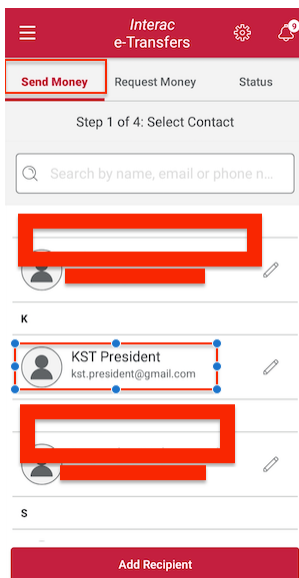 Interac
e-Transfers
9
Send Money
Request Money
Status
Step 1 of 4: Select Contact
Search by name, email or phone n...
K
KST President
kst.president@gmail.com
S
Add Recipient